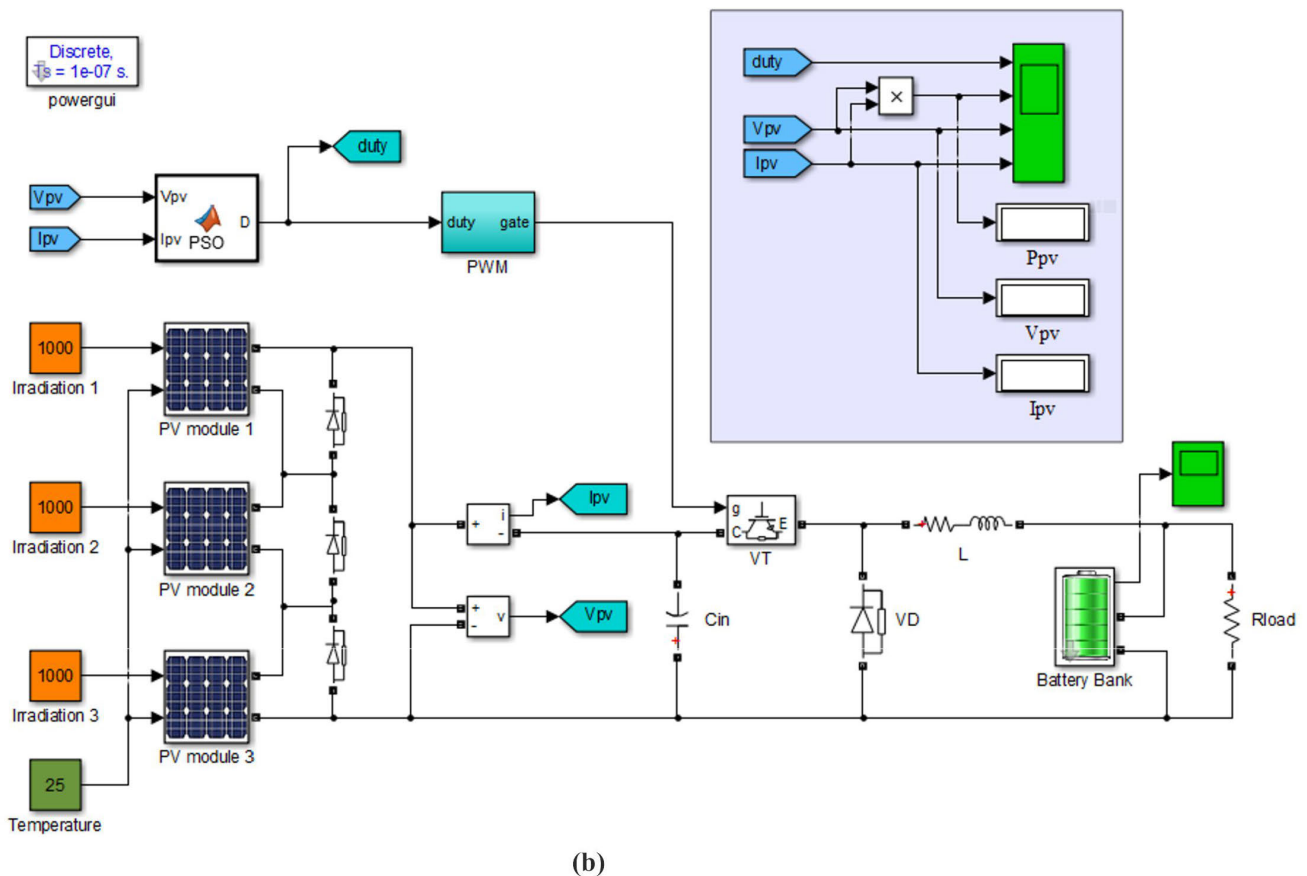 Discrete,
Ts = 1e-07 s.
powergui
duty
Vpv
Ipv
Vpv
Ipv
PSO
D
duty
gate
PWM
duty
Vpv
Ipv
×
Ppv
Vpv
Ipv
1000
Irradiation 1
PV module 1
1000
Irradiation 2
PV module 2
1000
Irradiation 3
PV module 3
25
Temperature
+
-
i
Ipv
+
-
v
Vpv
+
Cin
g
C
E
VT
VD
+
L
Battery Bank
+
Rload
(b)